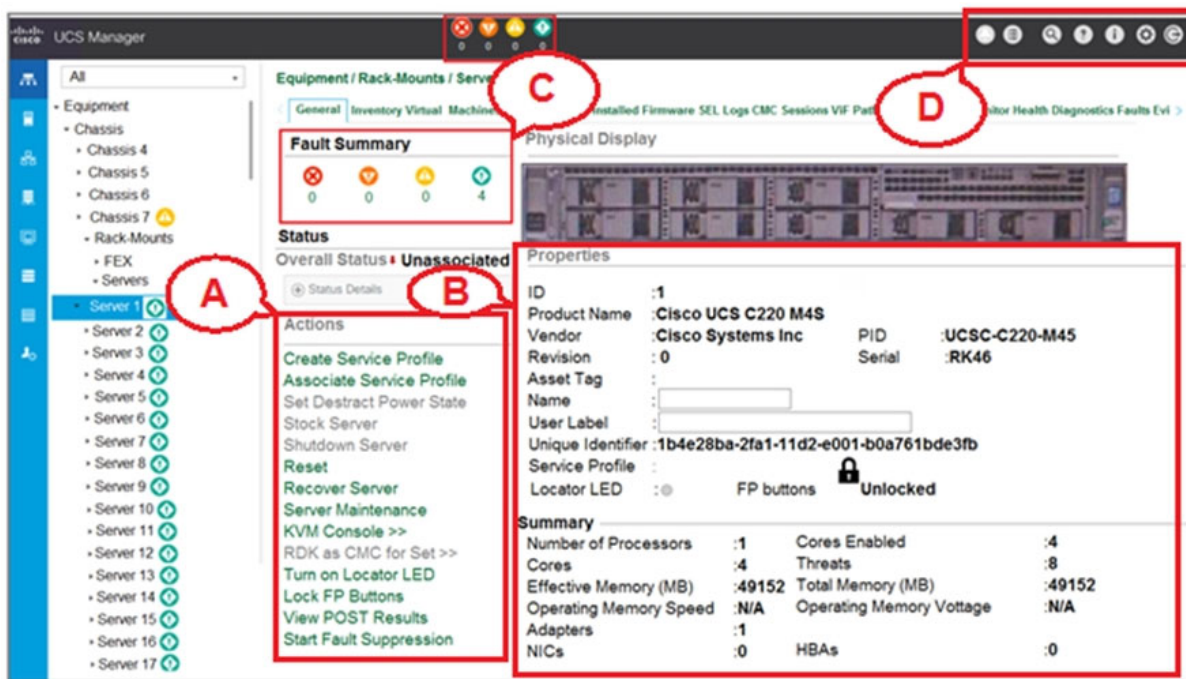 CISCO UCS Manager
0 0 0 0
D
All
Equipment
Chassis
Chassis 4
Chassis 5
Chassis 6
Chassis 7
Rack-Mounts
FEX
Servers
Server 1
Server 2
Server 3
Server 4
Server 5
Server 6
Server 7
Server 8
Server 9
Server 10
Server 11
Server 12
Server 13
Server 14
Server 15
Server 16
Server 17
Equipment / Rack-Mounts / Serve
C
General Inventory Virtual Machine nstalled Firmware SEL Logs CMC Sessions VIF Pat nitor Health Diagnostics Faults Evi >
Fault Summary
0 0 0 4
Status
Overall Status Unassociated
Status Details
A
Actions
Create Service Profile
Associate Service Profile
Set Destract Power State
Stock Server
Shutdown Server
Reset
Recover Server
Server Maintenance
KVM Console >>
RDK as CMC for Set >>
Turn on Locator LED
Lock FP Buttons
View POST Results
Start Fault Suppression
Physical Display
B
Properties
ID :1
Product Name :Cisco UCS C220 M4S
Vendor :Cisco Systems Inc PID :UCSC-C220-M45
Revision : 0 Serial :RK46
Asset Tag :
Name :
User Label :
Unique Identifier :1b4e28ba-2fa1-11d2-e001-b0a761bde3fb
Service Profile :
Locator LED : FP buttons Unlocked
Summary
Number of Processors :1 Cores Enabled :4
Cores :4 Threats :8
Effective Memory (MB) :49152 Total Memory (MB) :49152
Operating Memory Speed :N/A Operating Memory Vottage :N/A
Adapters :1
NICs :0 HBAs :0